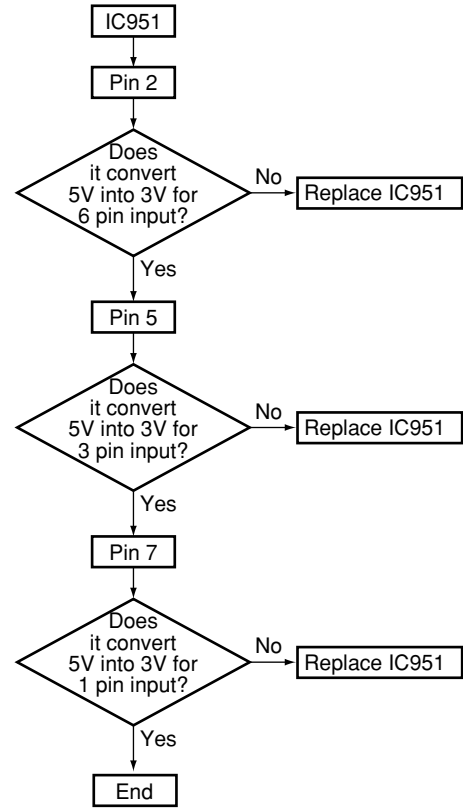 IC951
Pin 2
Does
it convert
5V into 3V for
6 pin input?
No
Replace IC951
Yes
Pin 5
Does
it convert
5V into 3V for
3 pin input?
No
Replace IC951
Yes
Pin 7
Does
it convert
5V into 3V for
1 pin input?
No
Replace IC951
Yes
End